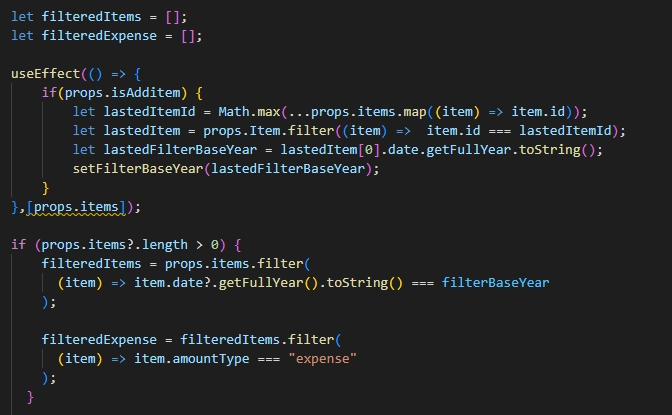 let filteredItems = [];
let filteredExpense = [];
useEffect(() => {
if(props.isAdditem) {
let lastedItemId = Math.max(...props.items.map((item) => item.id));
let lastedItem = props.Item.filter((item) =>  item.id === lastedItemId);
let lastedFilterBaseYear = lastedItem[0].date.getFullYear.toString();
setFilterBaseYear(lastedFilterBaseYear);
}
},[props.items]);
if (props.items?.length > 0) {
filteredItems = props.items.filter(
(item) => item.date?.getFullYear().toString() === filterBaseYear
);
filteredExpense = filteredItems.filter(
(item) => item.amountType === "expense"
);
}